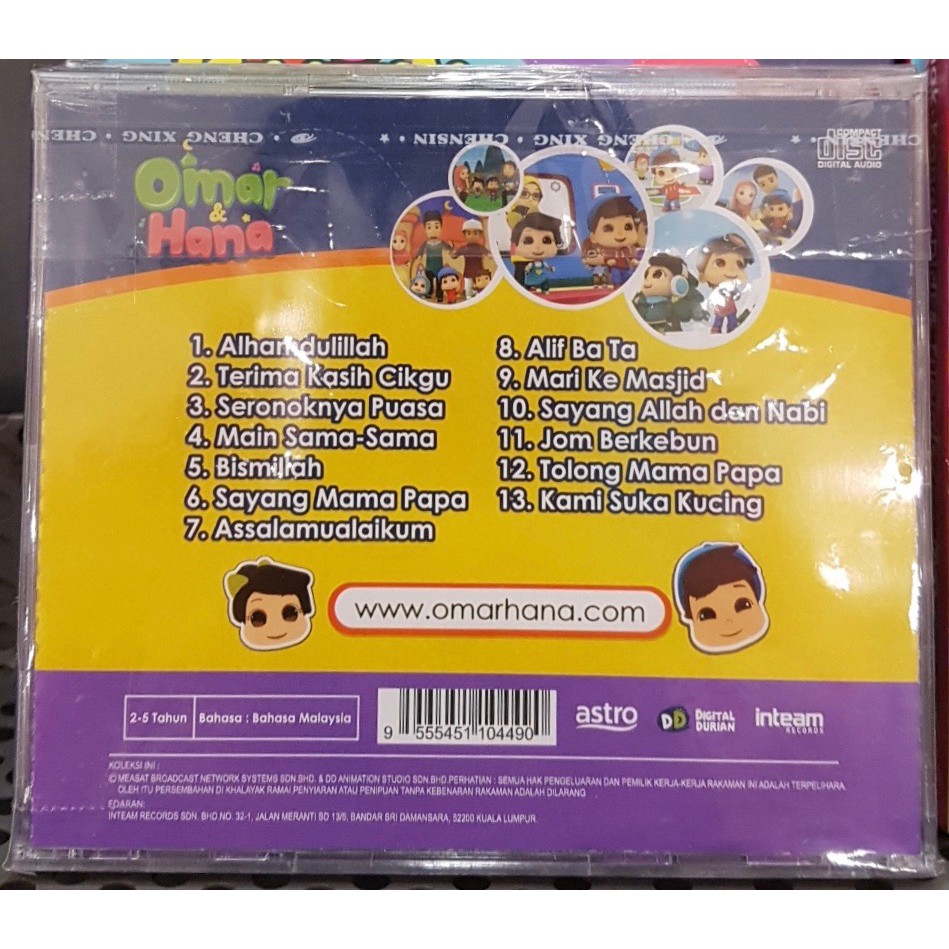 CHENSIN • CHENG XING • CHENSIN • CHENG XING • CHENSIN
COMPACT
disc
DIGITAL AUDIO
Omar
&
Hana
1. Alhamdulillah
2. Terima Kasih Cikgu
3. Seronoknya Puasa
4. Main Sama-Sama
5. Bismillah
6. Sayang Mama Papa
7. Assalamualaikum
8. Alif Ba Ta
9. Mari Ke Masjid
10. Sayang Allah dan Nabi
11. Jom Berkebun
12. Tolong Mama Papa
13. Kami Suka Kucing
www.omarhana.com
2-5 Tahun
Bahasa : Bahasa Malaysia
9 555451 104490
astro
DD DIGITAL
DURIAN
inteam
RECORDS
KOLEKSI INI :
© MEASAT BROADCAST NETWORK SYSTEMS SDN.BHD. & DD ANIMATION STUDIO SDN.BHD.PERHATIAN : SEMUA HAK PENGELUARAN DAN PEMILIK KERJA-KERJA RAKAMAN INI ADALAH TERPELIHARA.
OLEH ITU PERSEMBAHAN DI KHALAYAK RAMAI,PENYIARAN ATAU PENIPUAN TANPA KEBENARAN RAKAMAN ADALAH DILARANG
EDARAN:
INTEAM RECORDS SDN. BHD.NO. 32-1, JALAN MERANTI SD 13/6, BANDAR SRI DAMANSARA, 52200 KUALA LUMPUR.